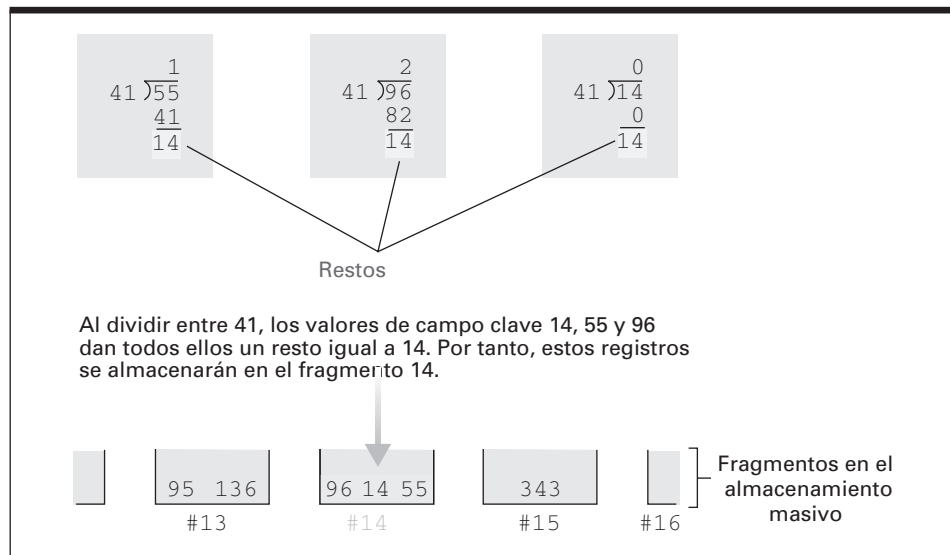 1
41 55
41
14
2
41 96
82
14
0
41 14
0
14
Restos
Al dividir entre 41, los valores de campo clave 14, 55 y 96
dan todos ellos un resto igual a 14. Por tanto, estos registros
se almacenarán en el fragmento 14.
95 136
96 14 55
343
#13
#14
#15
#16
Fragmentos en el
almacenamiento
masivo